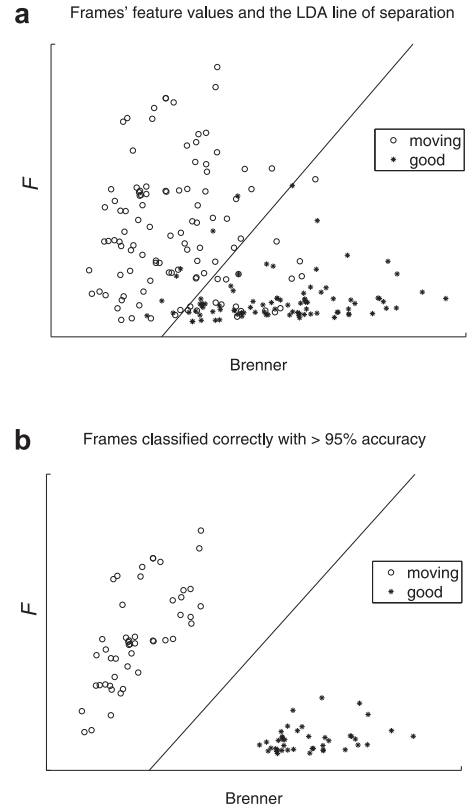 a
Frames' feature values and the LDA line of separation
F
moving
good
Brenner
b
Frames classified correctly with > 95% accuracy
F
moving
good
Brenner